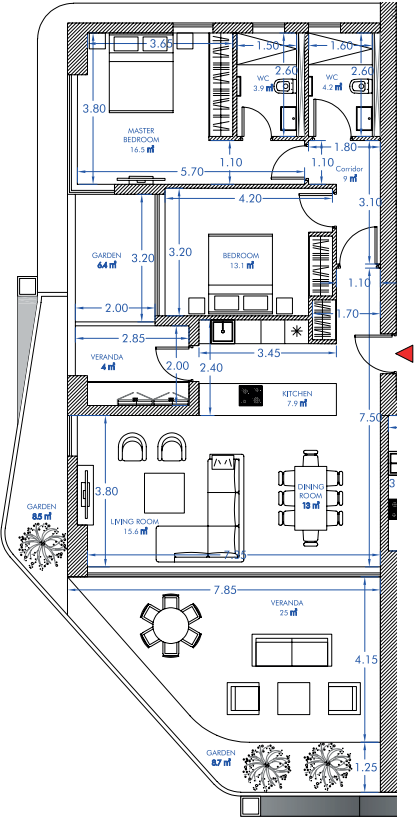 3.65
1.50
1.60
2.60
2.60
WC
3.9 m²
WC
4.2 m²
3.80
MASTER
BEDROOM
16.5 m²
1.10
1.10
1.80
Corridor
9 m²
5.70
4.20
3.10
3.20
3.20
GARDEN
6.4 m²
BEDROOM
13.1 m²
2.00
1.10
1.70
2.85
VERANDA
4 m²
2.00
3.45
2.40
KITCHEN
7.9 m²
7.50
3.80
3
DINING
ROOM
13 m²
LIVING ROOM
15.6 m²
GARDEN
8.5 m²
7.35
7.85
VERANDA
25 m²
4.15
GARDEN
8.7 m²
1.25